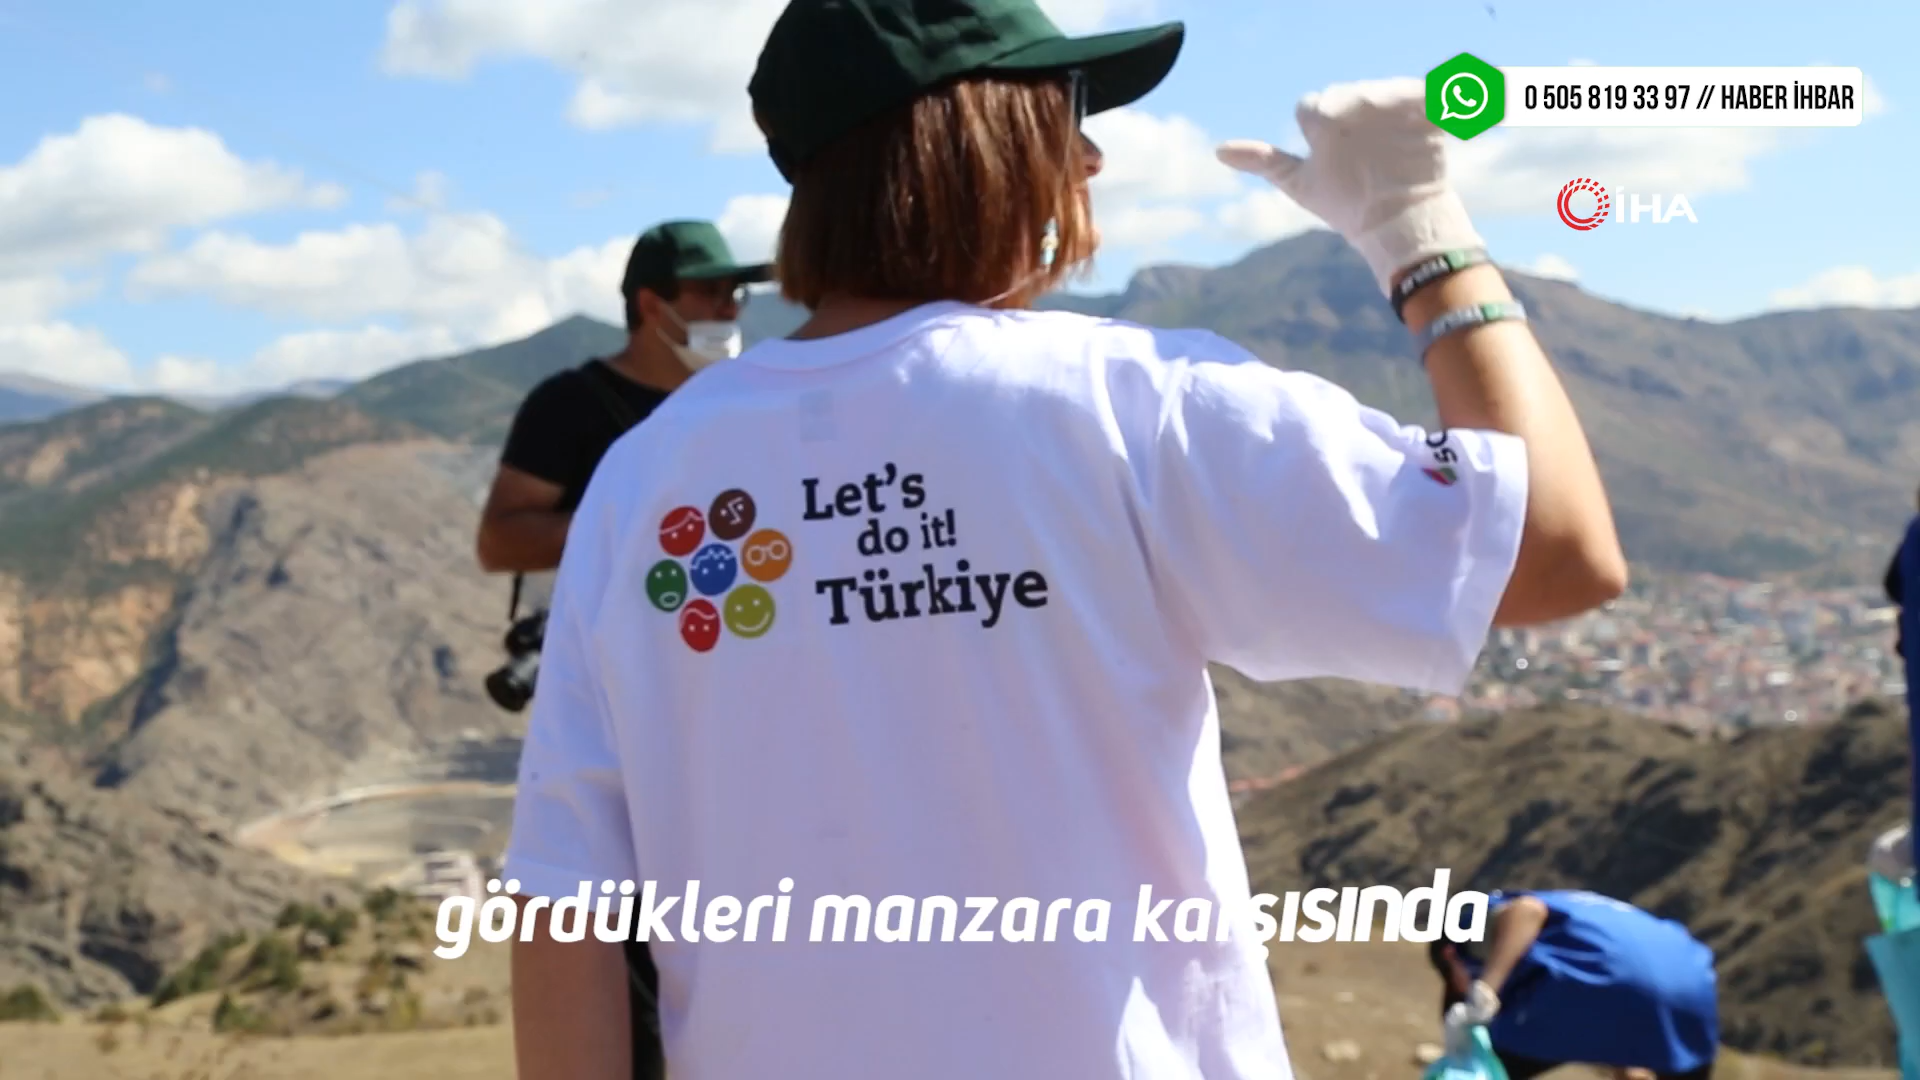 0 505 819 33 97 // HABER İHBAR
İHA
Let's
do it!
Türkiye
gördükleri manzara karşısında